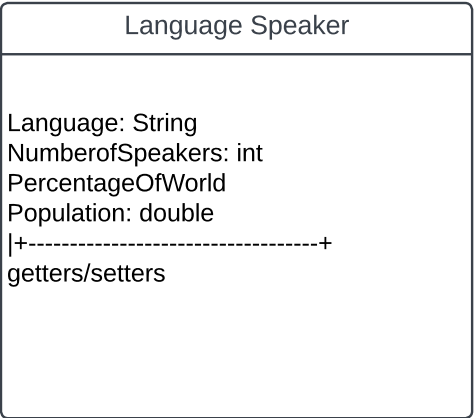 Language Speaker
Language: String
NumberofSpeakers: int
PercentageOfWorld
Population: double
|+-----------------------------------+
getters/setters